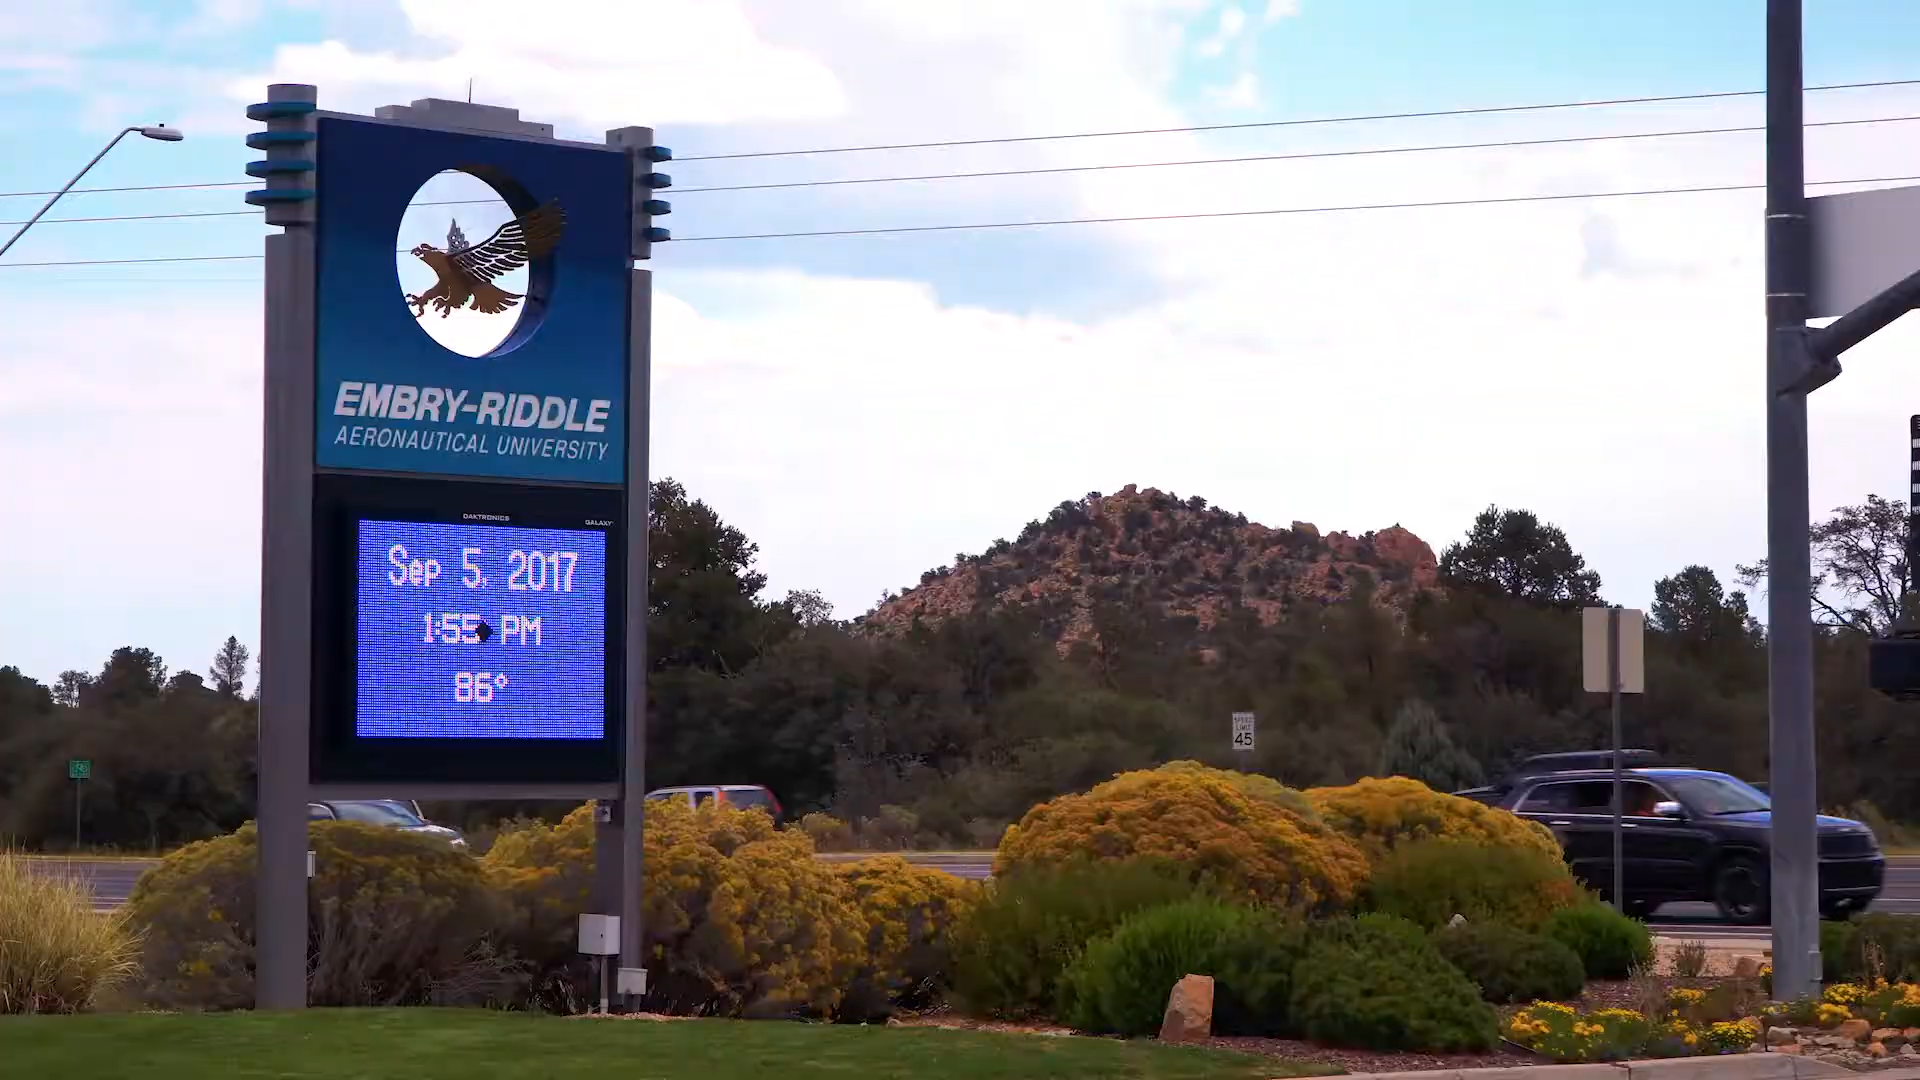 EMBRY-RIDDLE
AERONAUTICAL UNIVERSITY
DAKTRONICS GALAXY
Sep 5, 2017
1:55 PM
86°
SPEED
LIMIT
45